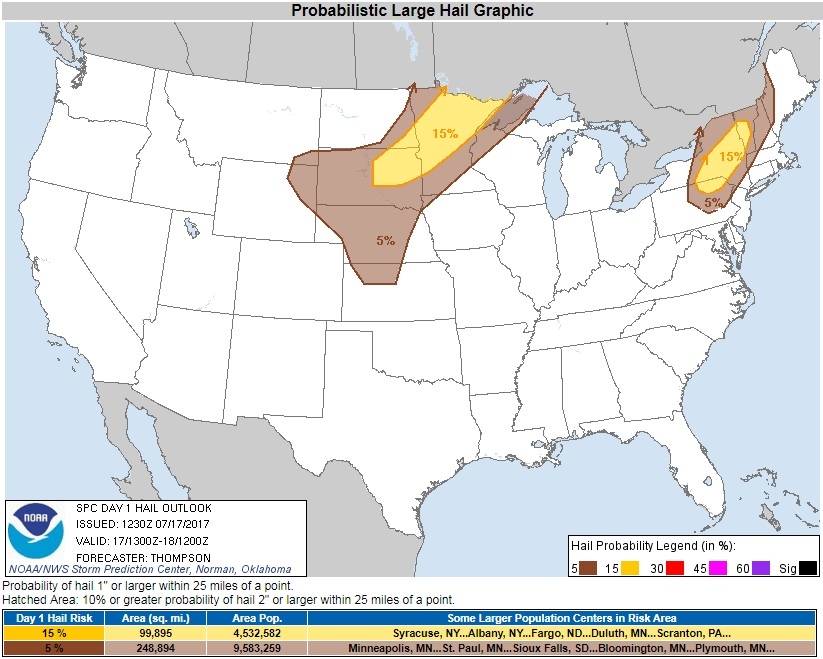 Probabilistic Large Hail Graphic
15%
15%
5%
5%
NOAA
SPC DAY 1 HAIL OUTLOOK
ISSUED: 1230Z 07/17/2017
VALID: 17/1300Z-18/1200Z
FORECASTER: THOMPSON
NOAA/NWS Storm Prediction Center, Norman, Oklahoma
Hail Probability Legend (in %):
5 15 30 45 60 Sig
Probability of hail 1" or larger within 25 miles of a point.
Hatched Area: 10% or greater probability of hail 2" or larger within 25 miles of a point.
Day 1 Hail Risk Area (sq. mi.) Area Pop. Some Larger Population Centers in Risk Area
15 % 99,895 4,532,582 Syracuse, NY...Albany, NY...Fargo, ND...Duluth, MN...Scranton, PA...
5 % 248,894 9,583,259 Minneapolis, MN...St. Paul, MN...Sioux Falls, SD...Bloomington, MN...Plymouth, MN...